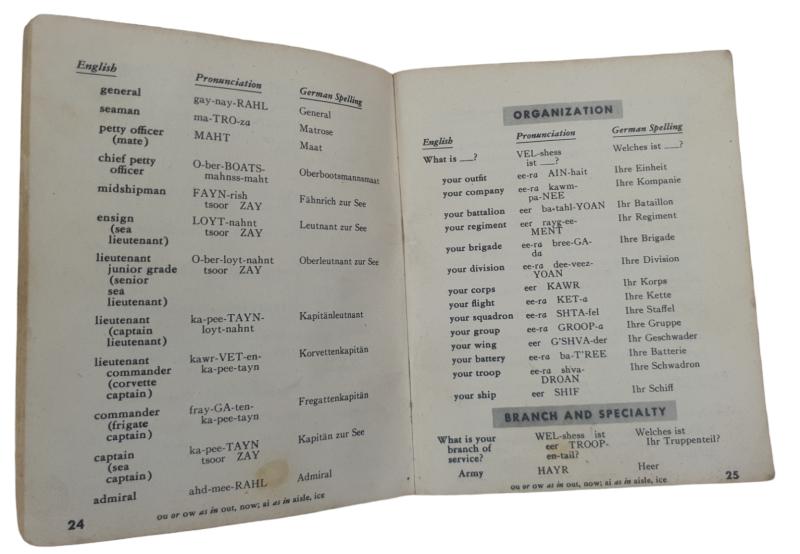 English Pronunciation German Spelling
general gay-nay-RAHL General
seaman ma-TRO-za Matrose
petty officer MAHT Maat
(mate)
chief petty O-ber-BOATS- Oberbootsmannsmaat
officer mahnss-maht
midshipman FAYN-rish Fähnrich zur See
tsoor ZAY
ensign LOYT-nahnt Leutnant zur See
(sea tsoor ZAY
lieutenant)
lieutenant O-ber-loyt-nahnt Oberleutnant zur See
junior grade tsoor ZAY
(senior
sea
lieutenant)
lieutenant ka-pee-TAYN- Kapitänleutnant
(captain loyt-nahnt
lieutenant)
lieutenant kawr-VET-en- Korvettenkapitän
commander ka-pee-tayn
(corvette
captain)
commander fray-GA-ten- Fregattenkapitän
(frigate ka-pee-tayn
captain)
captain ka-pee-TAYN Kapitän zur See
(sea tsoor ZAY
captain)
admiral ahd-mee-RAHL Admiral
ou or ow as in out, now; ai as in aisle, ice
24
ORGANIZATION
English Pronunciation German Spelling
What is ___? VEL-shess Welches ist ___?
ist ___?
your outfit ee-ra AIN-hait Ihre Einheit
your company ee-ra kawm- Ihre Kompanie
pa-NEE
your battalion eer ba-tahl-YOAN Ihr Bataillon
your regiment eer rayg-ee- Ihr Regiment
MENT
your brigade ee-ra bree-GA- Ihre Brigade
da
your division ee-ra dee-veez- Ihre Division
YOAN
your corps eer KAWR Ihr Korps
your flight ee-ra KET-a Ihre Kette
your squadron ee-ra SHTA-fel Ihre Staffel
your group ee-ra GROOP-a Ihre Gruppe
your wing eer G'SHVA-der Ihr Geschwader
your battery ee-ra ba-T'REE Ihre Batterie
your troop ee-ra shva- Ihre Schwadron
DROAN
your ship eer SHIF Ihr Schiff
BRANCH AND SPECIALTY
What is your WEL-shess ist Welches ist
branch of eer TROOP- Ihr Truppenteil?
service? en-tail?
Army HAYR Heer
ou or ow as in out, now; ai as in aisle, ice
25